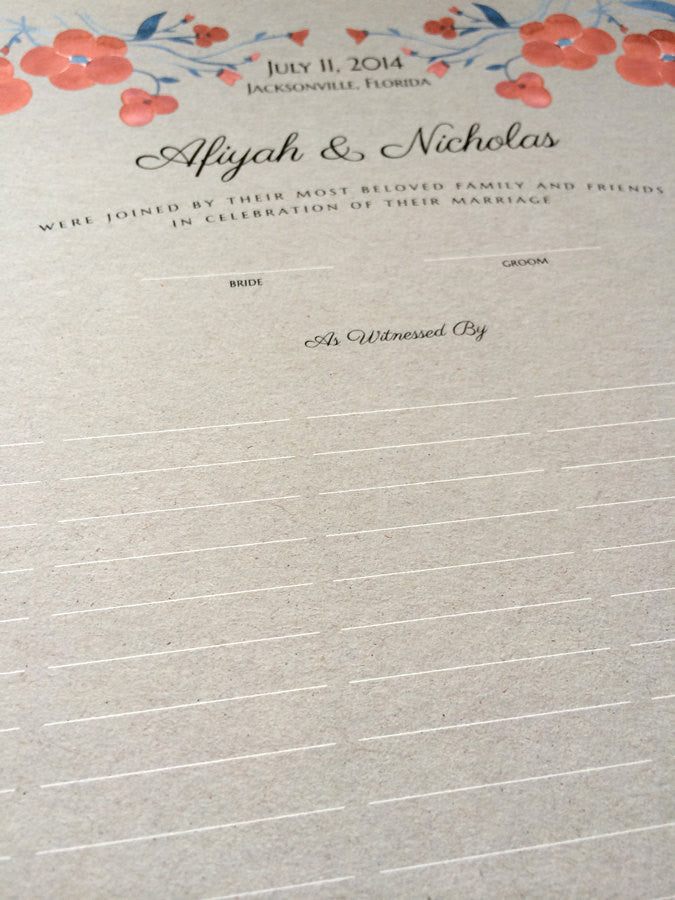 July 11, 2014
Jacksonville, Florida
Afiyah & Nicholas
WERE JOINED BY THEIR MOST BELOVED FAMILY AND FRIENDS
IN CELEBRATION OF THEIR MARRIAGE
BRIDE
GROOM
As Witnessed By